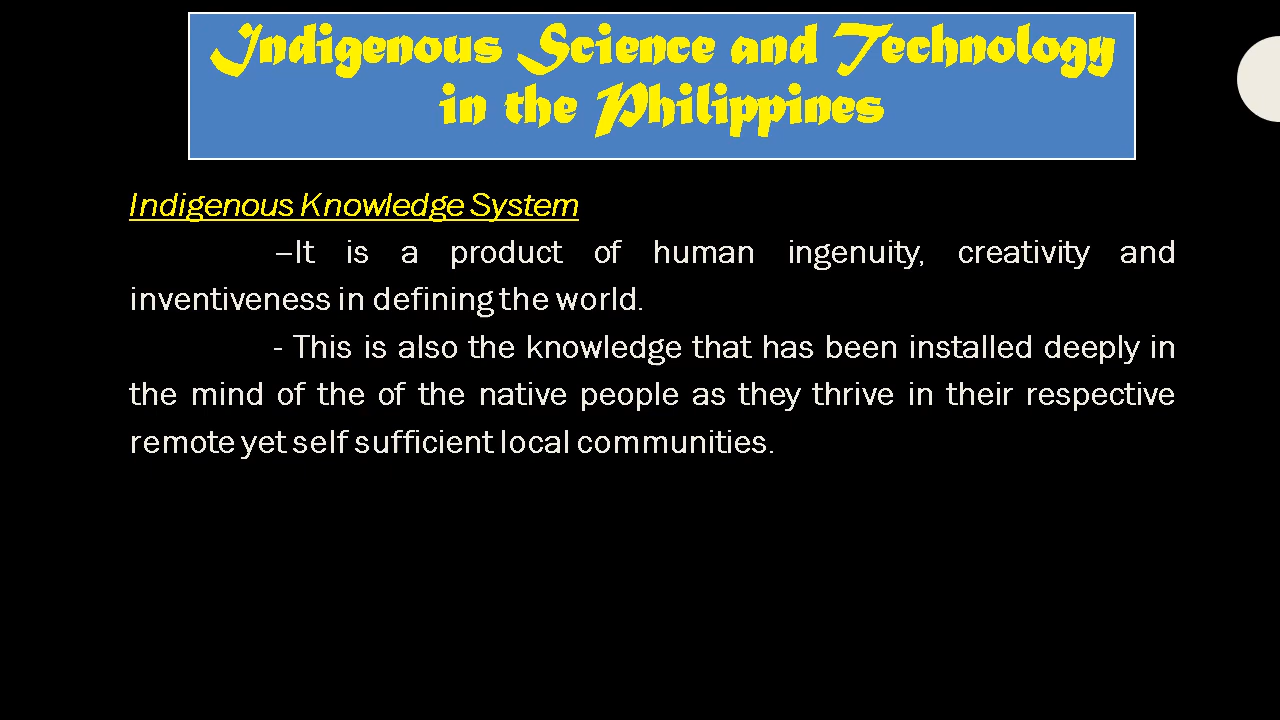 Indigenous Science and Technology
in the Philippines
Indigenous Knowledge System
–It is a product of human ingenuity, creativity and
inventiveness in defining the world.
- This is also the knowledge that has been installed deeply in
the mind of the of the native people as they thrive in their respective
remote yet self sufficient local communities.